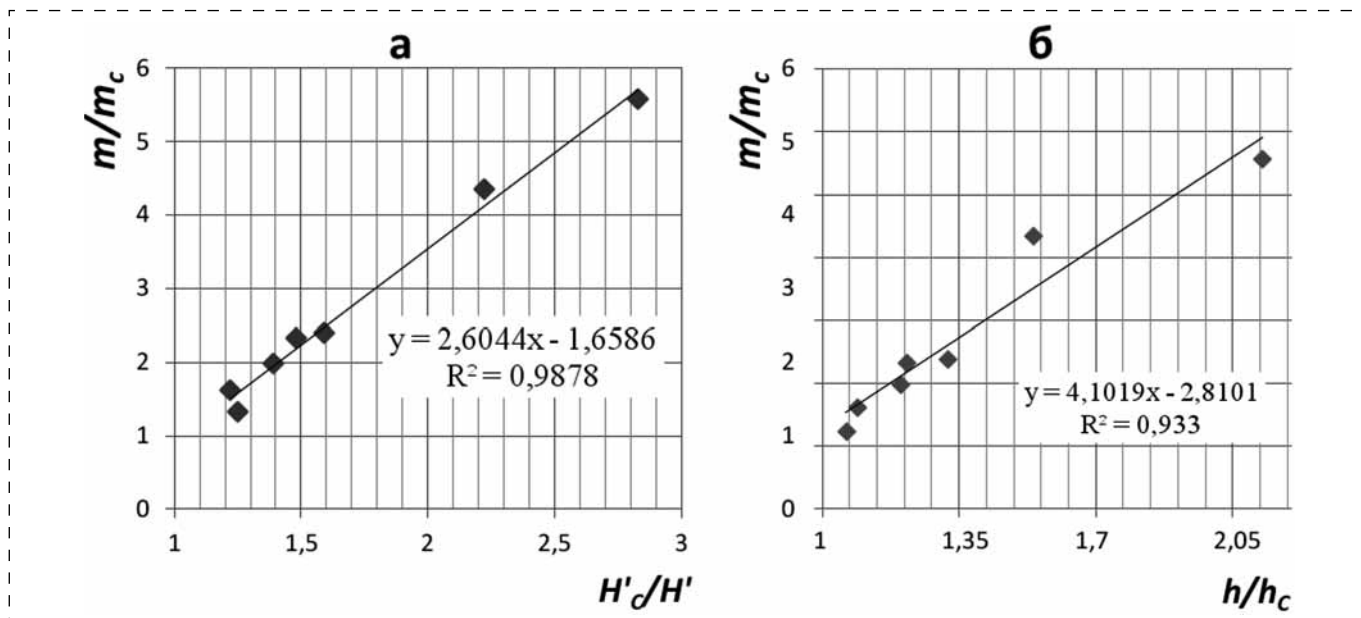 а
m/m_c
6
5
4
3
2
1
0
y = 2,6044x - 1,6586
R² = 0,9878
1 1,5 2 2,5 3
H'_c/H'
б
m/m_c
6
5
4
3
2
1
0
y = 4,1019x - 2,8101
R² = 0,933
1 1,35 1,7 2,05
h/h_C